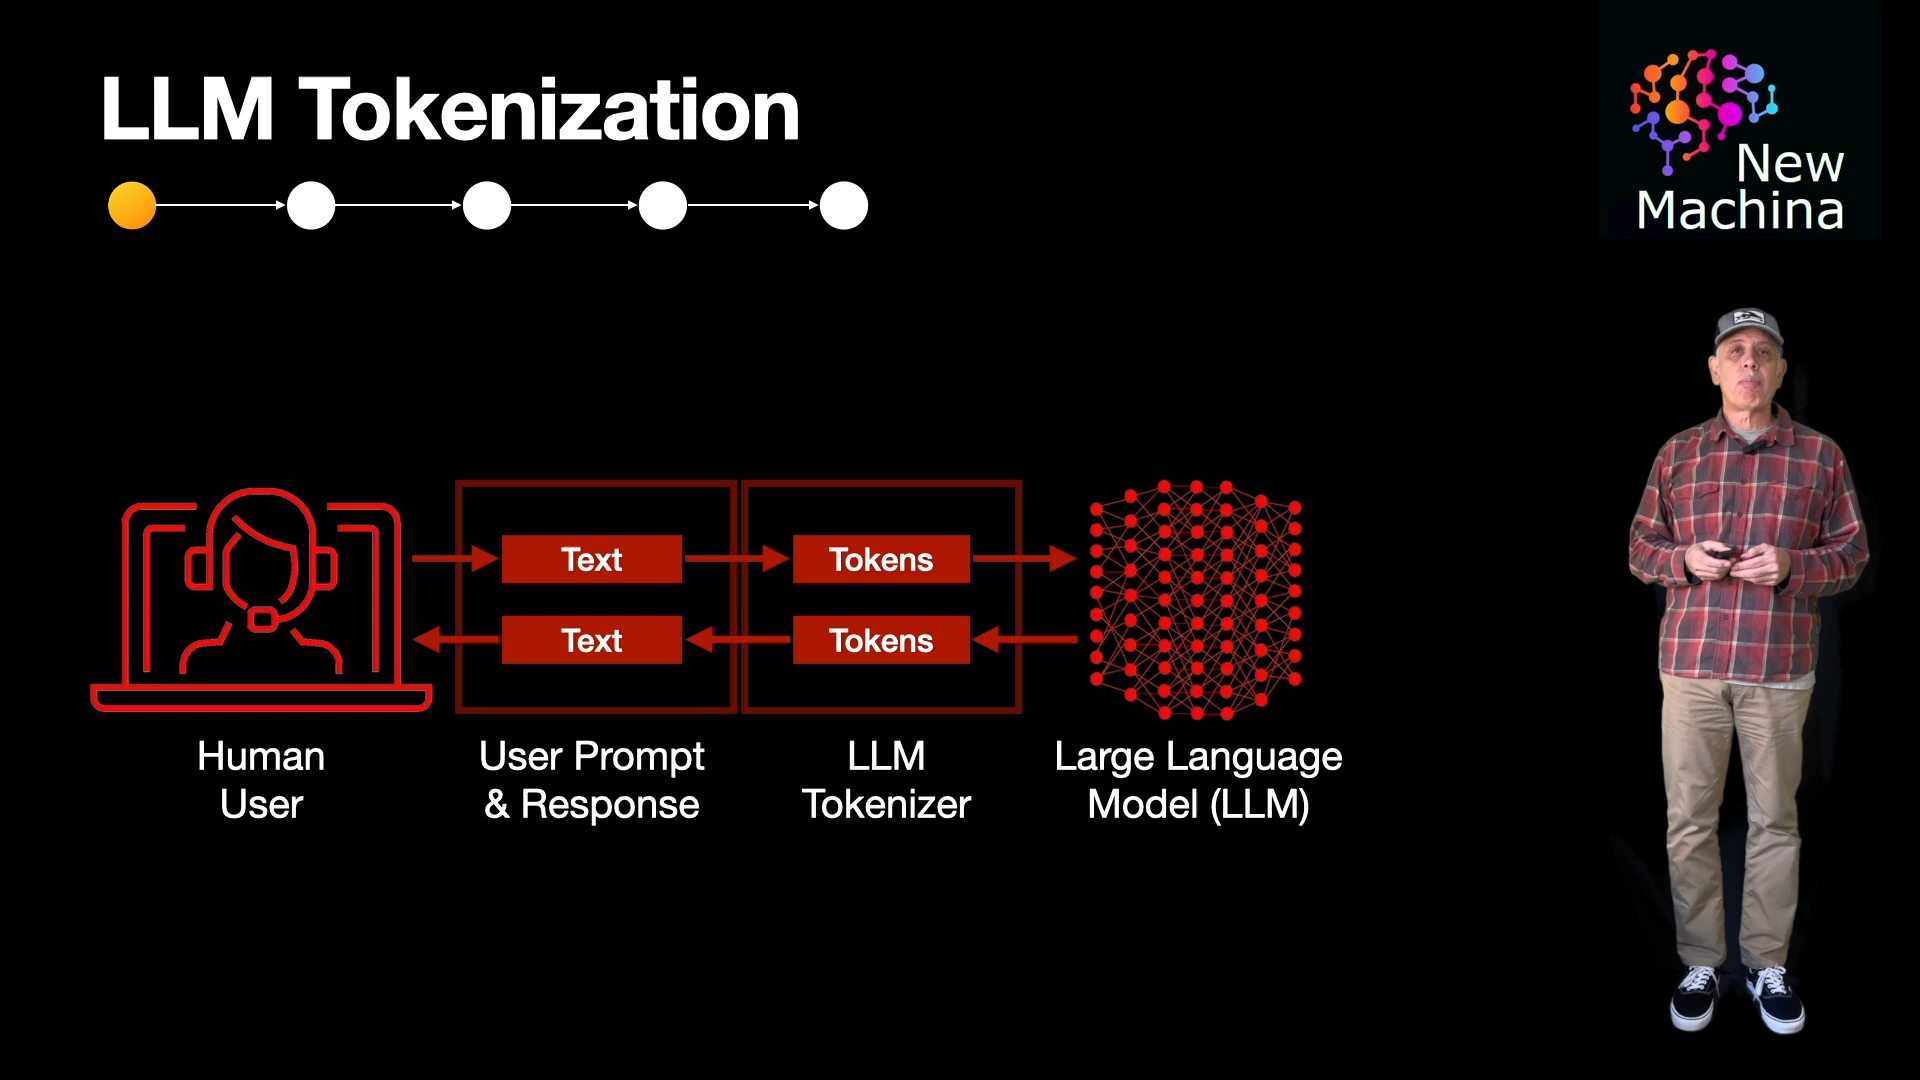 LLM Tokenization
New
Machina
Text
Tokens
Text
Tokens
Human
User
User Prompt
& Response
LLM
Tokenizer
Large Language
Model (LLM)